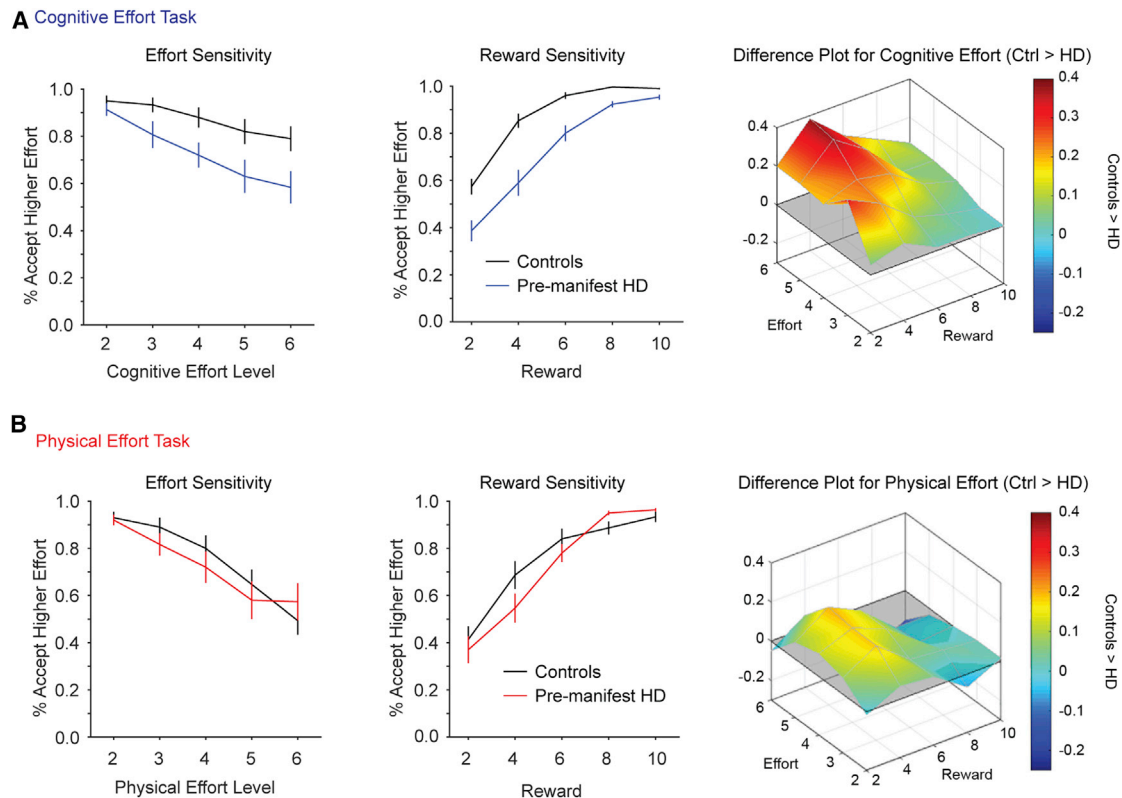 A Cognitive Effort Task
Effort Sensitivity
% Accept Higher Effort
1.0
0.8
0.6
0.4
0.2
0.0
2 3 4 5 6
Cognitive Effort Level
Reward Sensitivity
% Accept Higher Effort
1.0
0.8
0.6
0.4
0.2
0.0
Controls
Pre-manifest HD
2 4 6 8 10
Reward
Difference Plot for Cognitive Effort (Ctrl > HD)
0.4
0.2
0
-0.2
6
5
4
3
2
Effort
2
4
6
8
10
Reward
0.4
0.3
0.2
0.1
0
-0.1
-0.2
Controls > HD
B
Physical Effort Task
Effort Sensitivity
% Accept Higher Effort
1.0
0.8
0.6
0.4
0.2
0.0
2 3 4 5 6
Physical Effort Level
Reward Sensitivity
% Accept Higher Effort
1.0
0.8
0.6
0.4
0.2
0.0
Controls
Pre-manifest HD
2 4 6 8 10
Reward
Difference Plot for Physical Effort (Ctrl > HD)
0.4
0.2
0
-0.2
6
5
4
3
2
Effort
2
4
6
8
10
Reward
0.4
0.3
0.2
0.1
0
-0.1
-0.2
Controls > HD